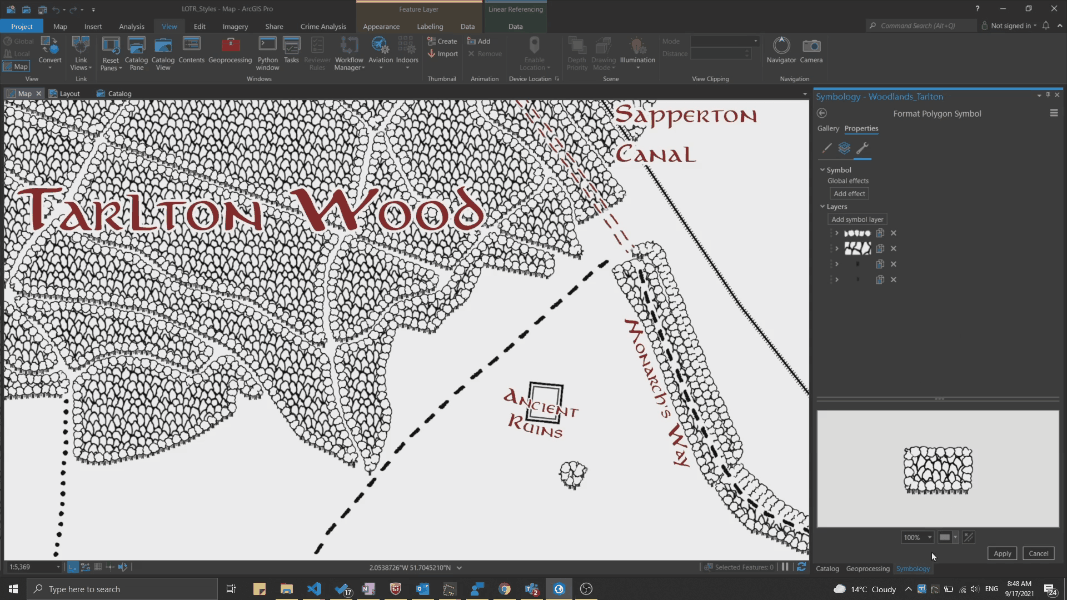 LOTR_Styles - Map - ArcGIS Pro
Feature Layer
Linear Referencing
Command Search (Alt+Q)
Not signed in
Project Map Insert Analysis View Edit Imagery Share Crime Analysis Appearance Labeling Data Data
Global
Local
Map
Convert
Link Views
Reset Panes
Catalog Pane
Catalog View
Contents
Geoprocessing
Python window
Tasks
Remove Rules
Workflow Manager
Aviation
Indoors
Create
Import
Add
Remove
Enable Location
Depth Priority
Drawing Mode
Illumination
Mode:
Distance:
Navigator
Camera
View Link Windows Thumbnail Animation Device Location Scene View Clipping Navigation
Map Layout Catalog
Sapperton
Canal
Tarlton Wood
Monarch's Way
Ancient
Ruins
Symbology - Woodlands_Tarlton
Format Polygon Symbol
Gallery Properties
Symbol
Global effects
Add effect
Layers
Add symbol layer
100%
Apply Cancel
1:5,369
2.0538726°W 51.7045210°N
Selected Features: 0
Catalog Geoprocessing Symbology
Type here to search
17
14°C Cloudy
ENG
8:48 AM
9/17/2021
24